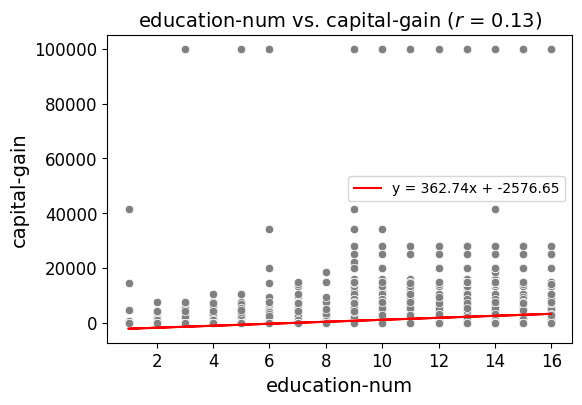 education-num vs. capital-gain (r = 0.13)
100000
80000
60000
40000
20000
0
capital-gain
y = 362.74x + -2576.65
2 4 6 8 10 12 14 16
education-num